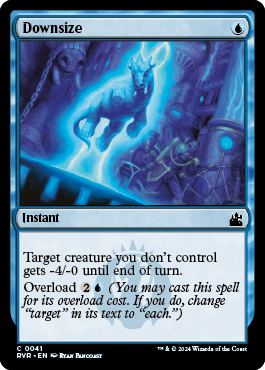 Downsize
Instant
Target creature you don't control
gets -4/-0 until end of turn.
Overload 2 (You may cast this spell
for its overload cost. If you do, change
"target" in its text to "each.")
C 0041
RVR • EN Ryan Pancoast
™ & © 2024 Wizards of the Coast